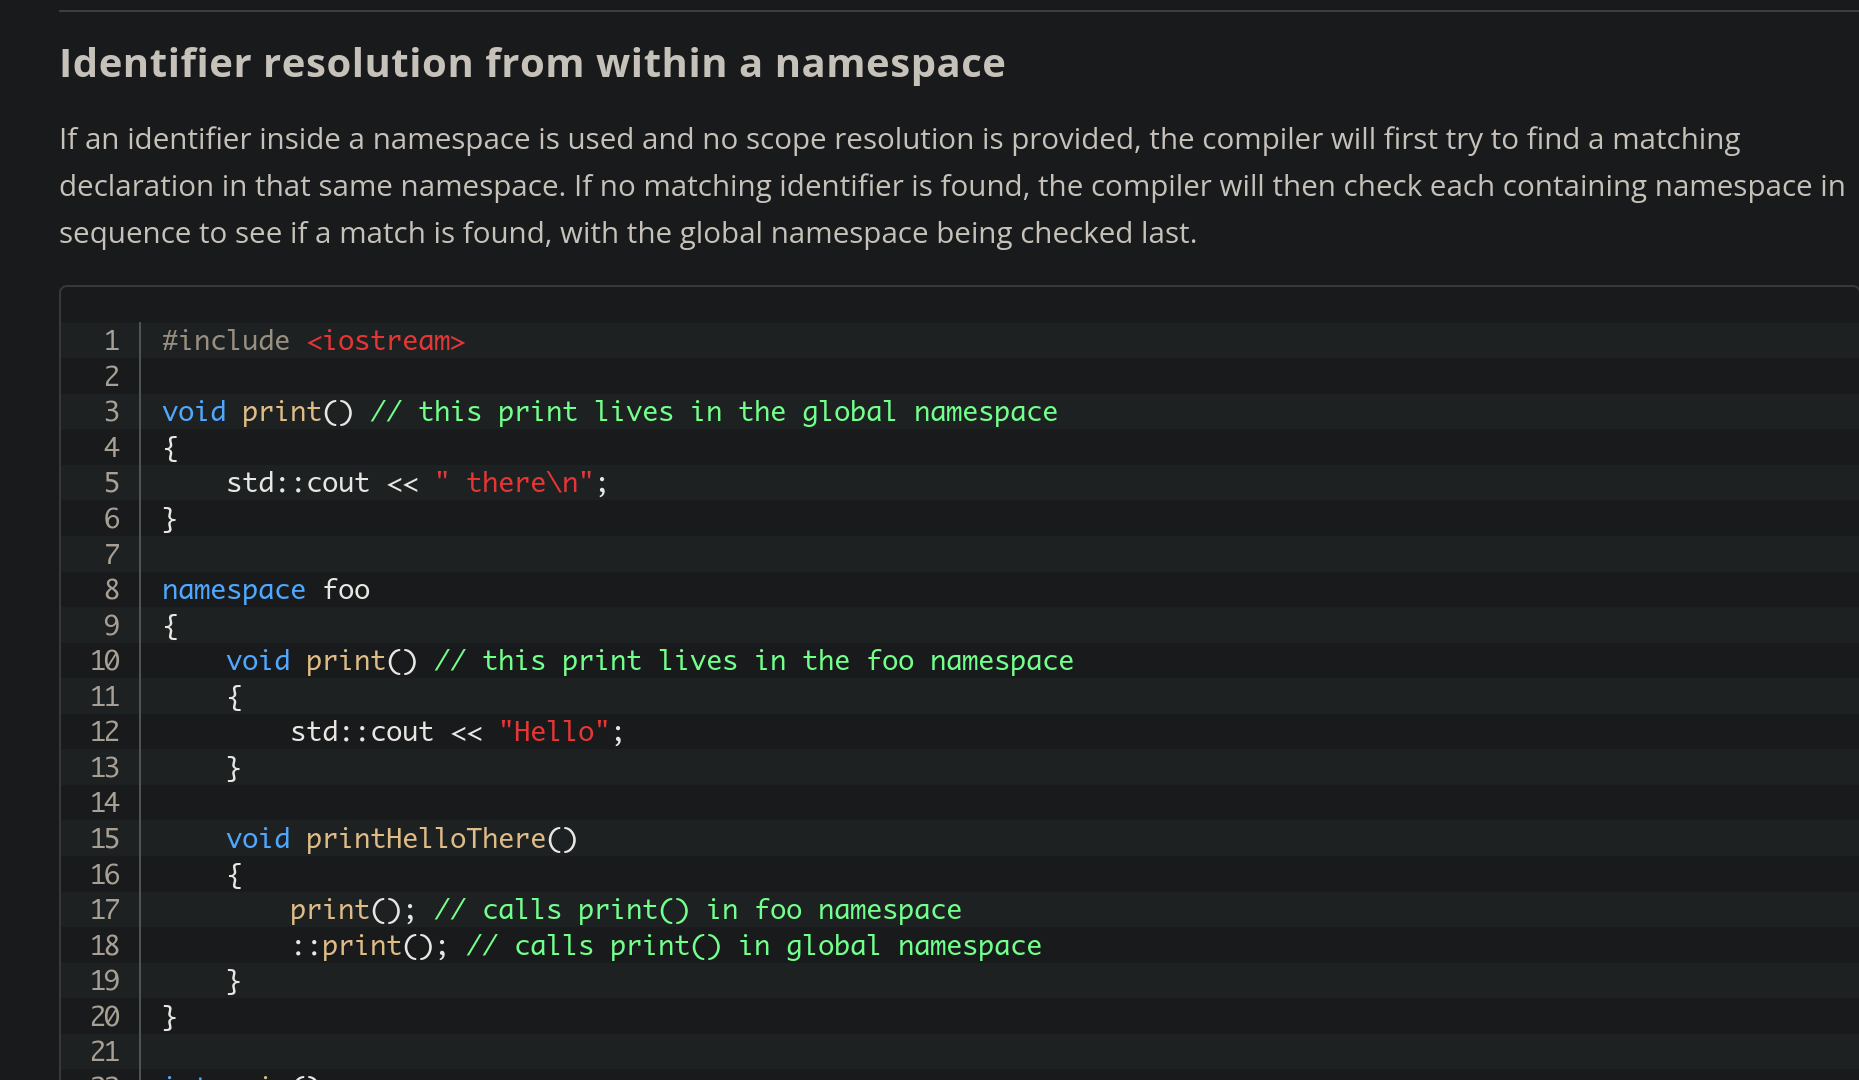 Identifier resolution from within a namespace
If an identifier inside a namespace is used and no scope resolution is provided, the compiler will first try to find a matching
declaration in that same namespace. If no matching identifier is found, the compiler will then check each containing namespace in
sequence to see if a match is found, with the global namespace being checked last.
1 #include <iostream>
2
3 void print() // this print lives in the global namespace
4 {
5     std::cout << " there\n";
6 }
7
8 namespace foo
9 {
10     void print() // this print lives in the foo namespace
11     {
12         std::cout << "Hello";
13     }
14
15     void printHelloThere()
16     {
17         print(); // calls print() in foo namespace
18         ::print(); // calls print() in global namespace
19     }
20 }
21